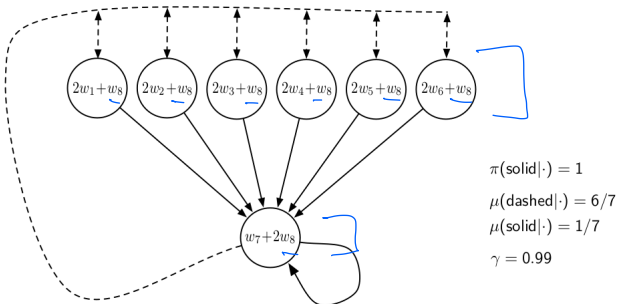 2w₁+w₈ 2w₂+w₈ 2w₃+w₈ 2w₄+w₈ 2w₅+w₈ 2w₆+w₈
π(solid|·) = 1
μ(dashed|·) = 6/7
μ(solid|·) = 1/7
w₇+2w₈
γ = 0.99